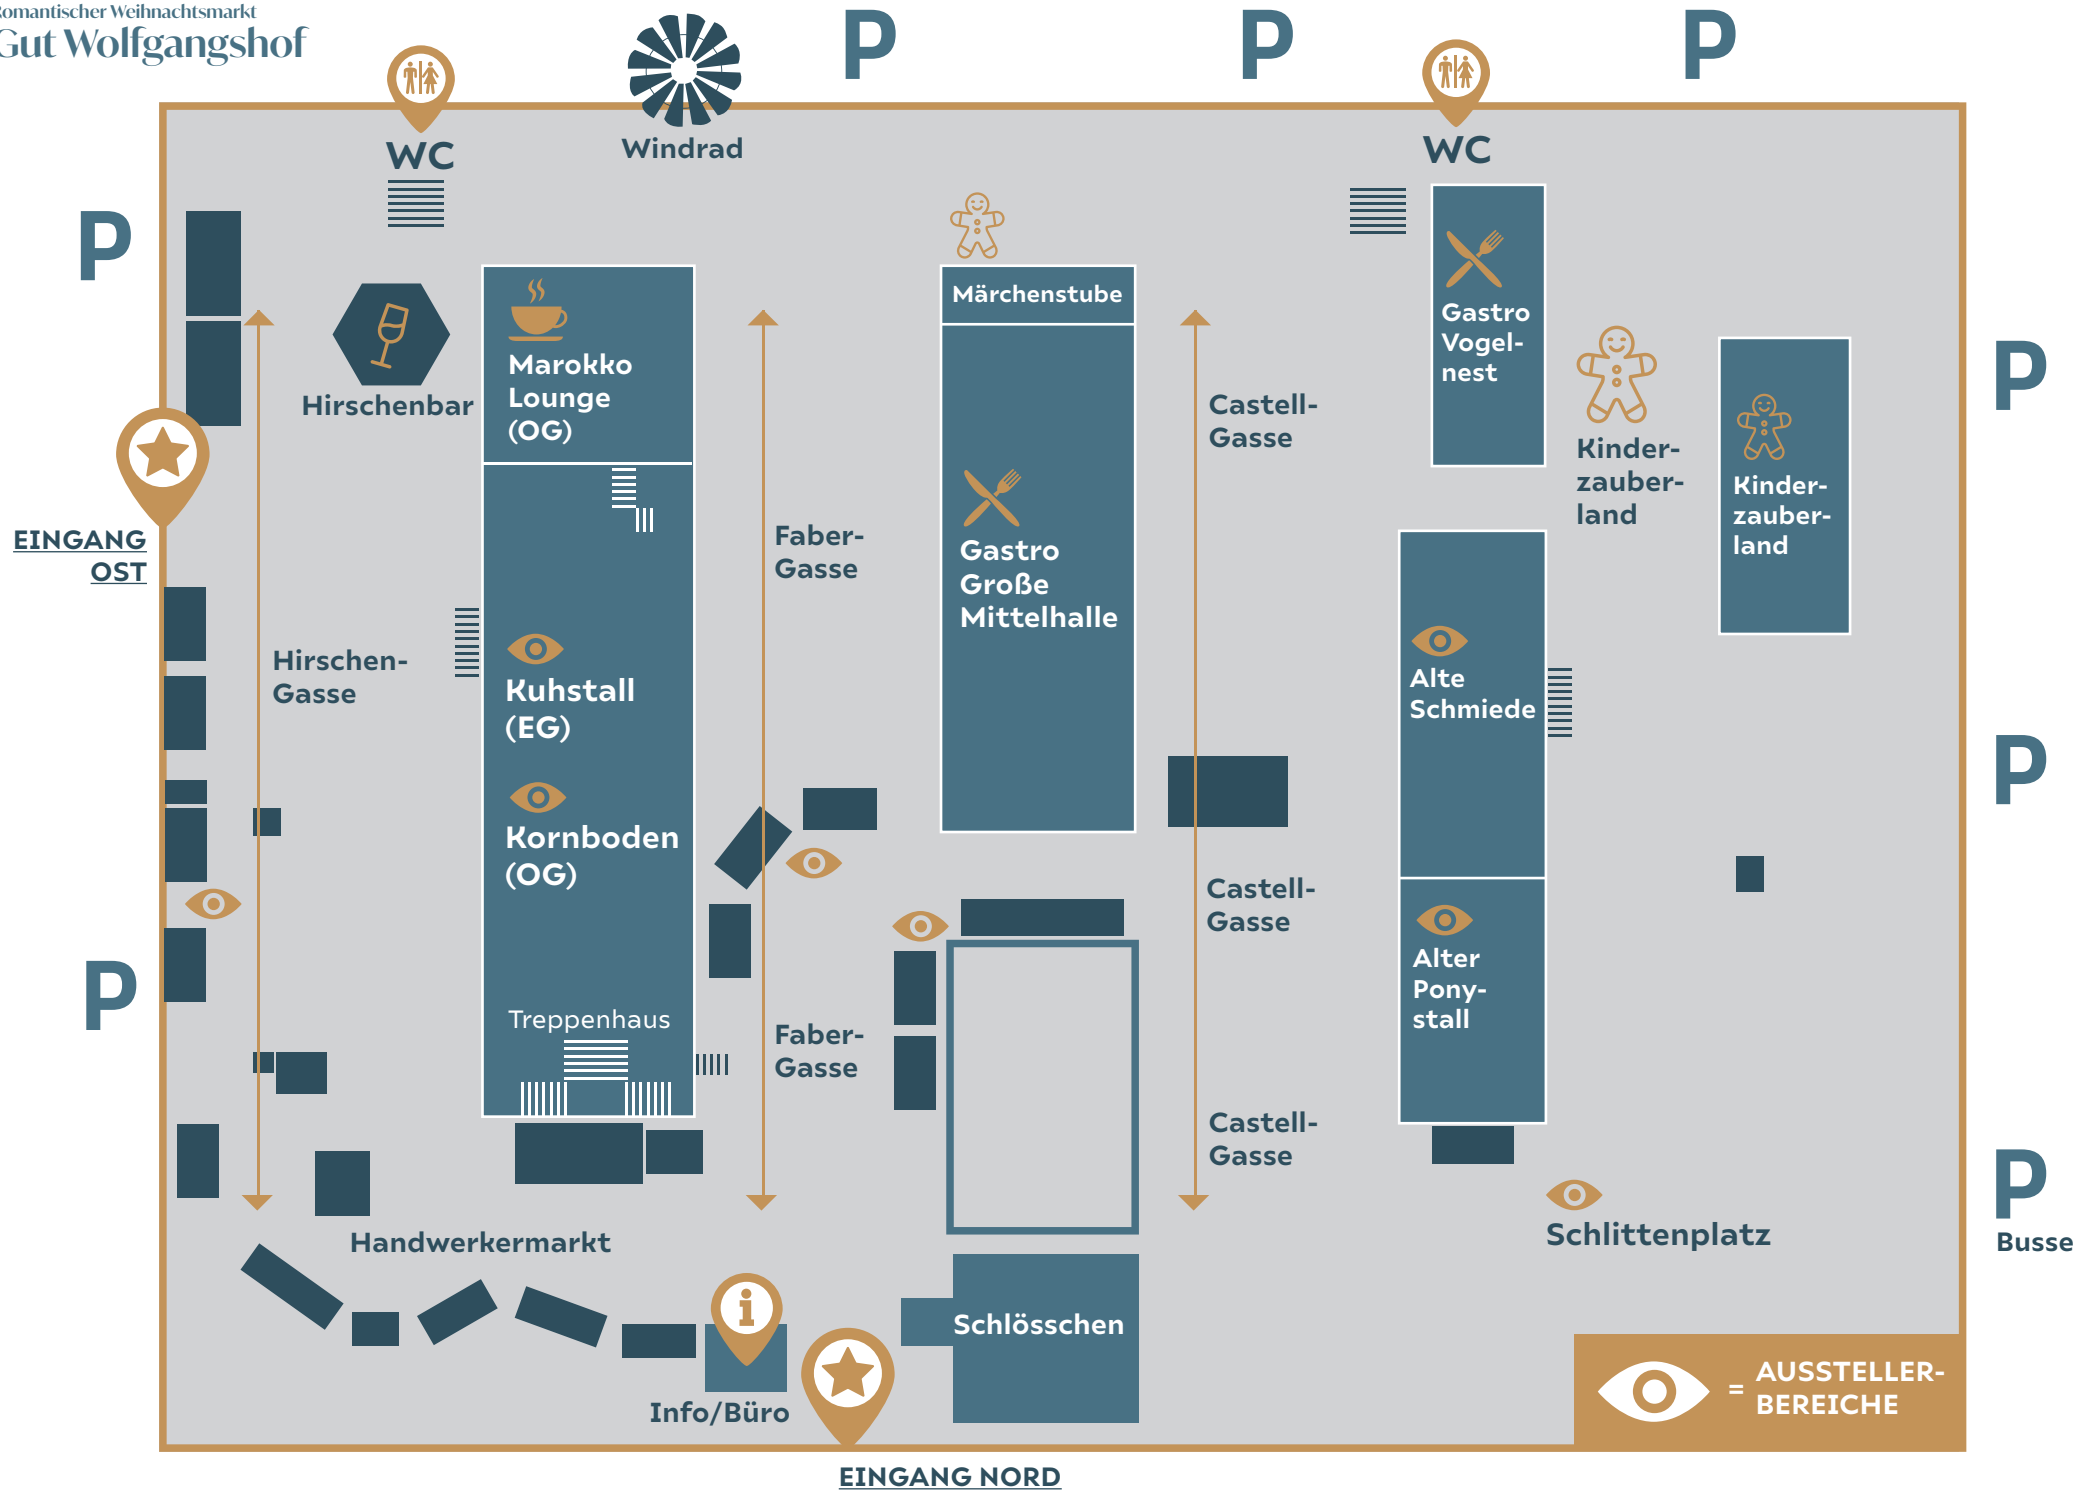 Romantischer Weihnachtsmarkt
Gut Wolfgangshof
P
P
P
WC
Windrad
WC
P
Märchenstube
Gastro
Vogel-
nest
Marokko
Lounge
(OG)
Hirschenbar
Castell-
Gasse
Kinder-
zauber-
land
Kinder-
zauber-
land
P
EINGANG
OST
Faber-
Gasse
Gastro
Große
Mittelhalle
Hirschen-
Gasse
Kuhstall
(EG)
Alte
Schmiede
P
Kornboden
(OG)
Castell-
Gasse
Alter
Pony-
stall
P
Treppenhaus
Faber-
Gasse
Castell-
Gasse
P
Busse
Handwerkermarkt
Schlittenplatz
i
Schlösschen
Info/Büro
= AUSSTELLER-
BEREICHE
EINGANG NORD